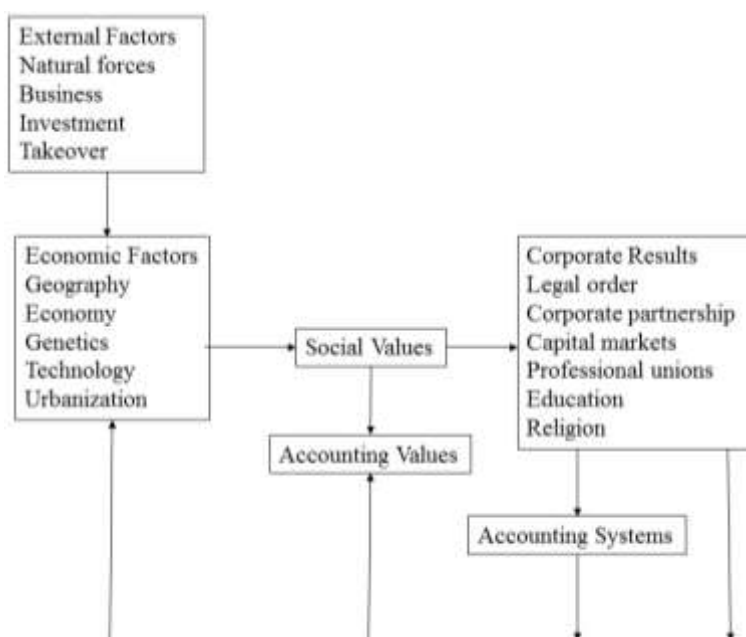 External Factors
Natural forces
Business
Investment
Takeover
Economic Factors
Geography
Economy
Genetics
Technology
Urbanization
Social Values
Accounting Values
Corporate Results
Legal order
Corporate partnership
Capital markets
Professional unions
Education
Religion
Accounting Systems